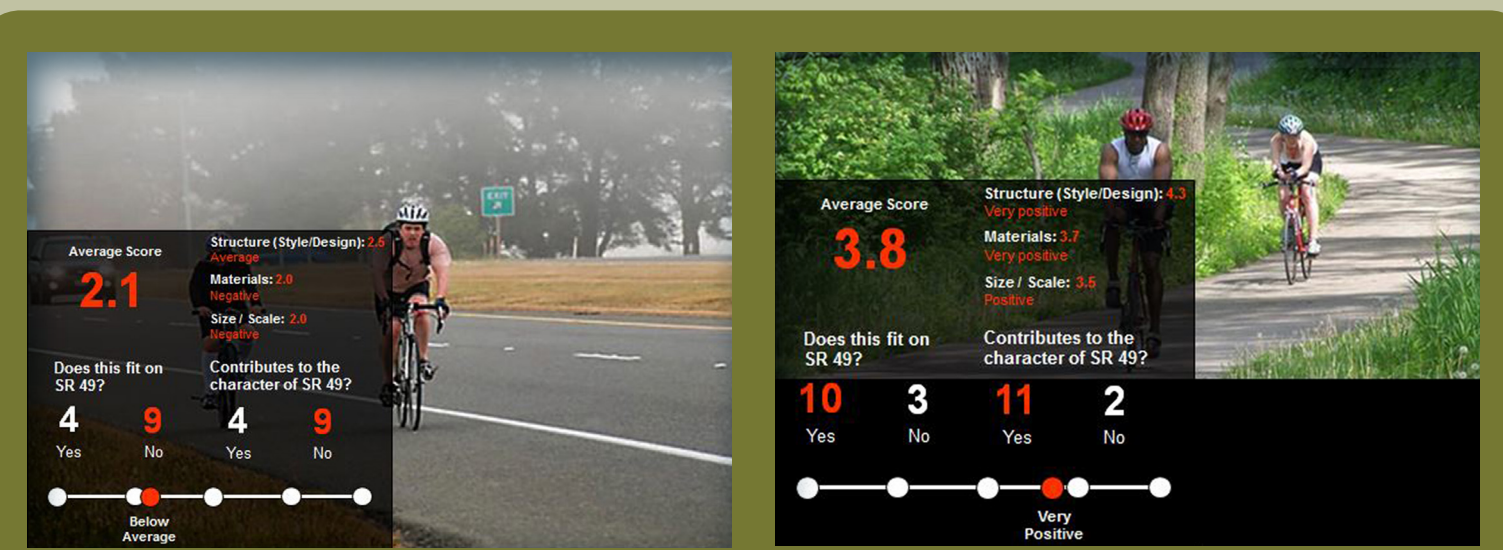 EXIT
Average Score
2.1
Structure (Style/Design): 2.5
Average
Materials: 2.0
Negative
Size / Scale: 2.0
Negative
Does this fit on
SR 49?
4 9
Yes No
Contributes to the
character of SR 49?
4 9
Yes No
Below
Average
Average Score
3.8
Structure (Style/Design): 4.3
Very positive
Materials: 3.7
Very positive
Size / Scale: 3.5
Positive
Does this fit on
SR 49?
10 3
Yes No
Contributes to the
character of SR 49?
11 2
Yes No
Very
Positive